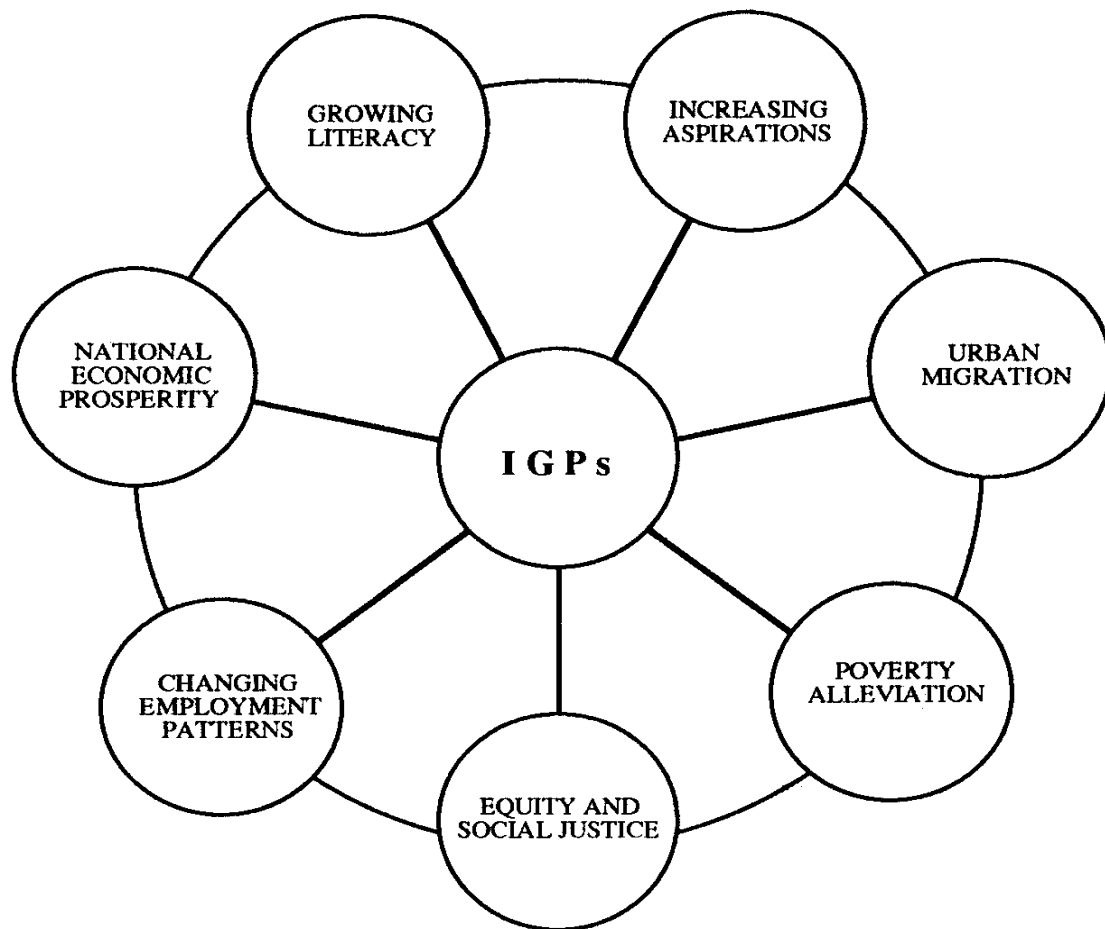 GROWING
LITERACY
INCREASING
ASPIRATIONS
NATIONAL
ECONOMIC
PROSPERITY
URBAN
MIGRATION
I G P s
CHANGING
EMPLOYMENT
PATTERNS
POVERTY
ALLEVIATION
EQUITY AND
SOCIAL JUSTICE